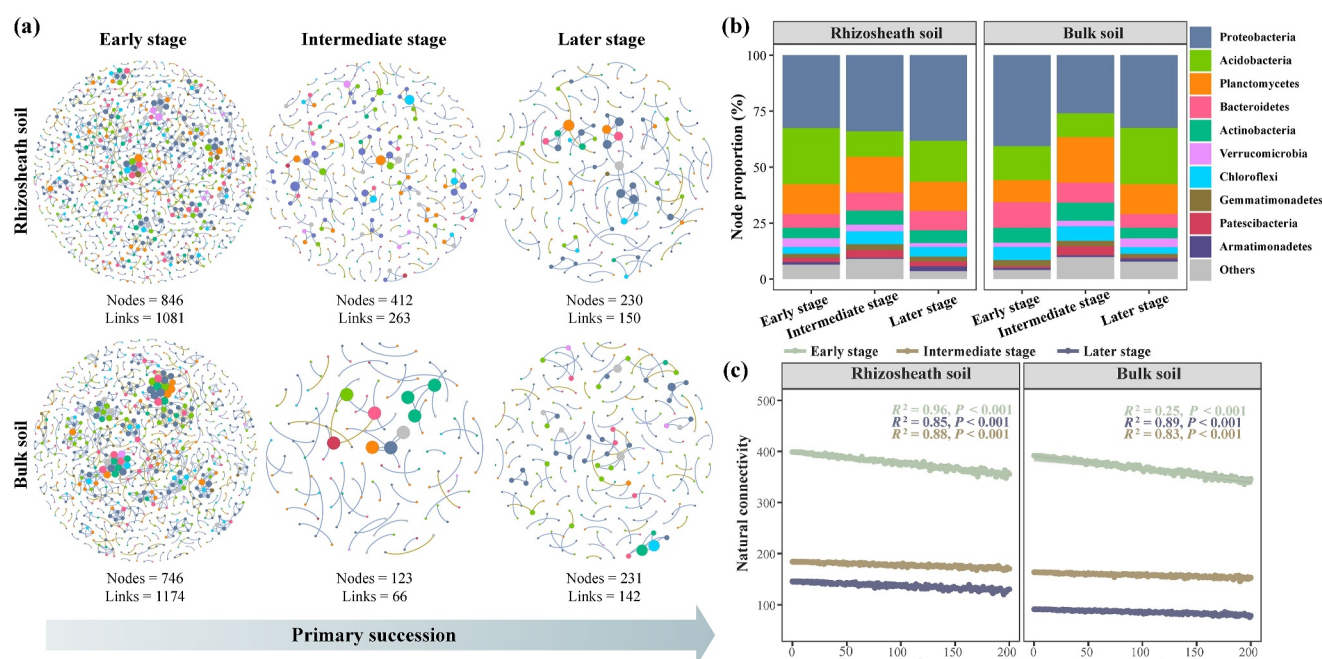 (a)
Early stage
Intermediate stage
Later stage
Rhizosheath soil
Nodes = 846
Links = 1081
Nodes = 412
Links = 263
Nodes = 230
Links = 150
Bulk soil
Nodes = 746
Links = 1174
Nodes = 123
Links = 66
Nodes = 231
Links = 142
Primary succession
(b)
Rhizosheath soil
Bulk soil
Node proportion (%)
100
75
50
25
0
Early stage
Intermediate stage
Later stage
Early stage
Intermediate stage
Later stage
Proteobacteria
Acidobacteria
Planctomycetes
Bacteroidetes
Actinobacteria
Verrucomicrobia
Chloroflexi
Gemmatimonadetes
Patescibacteria
Armatimonadetes
Others
Early stage
Intermediate stage
Later stage
(c)
Rhizosheath soil
Bulk soil
Natural connectivity
500
400
300
200
100
R² = 0.96, P < 0.001
R² = 0.85, P < 0.001
R² = 0.88, P < 0.001
R² = 0.25, P < 0.001
R² = 0.89, P < 0.001
R² = 0.83, P < 0.001
0
50
100
150
200
0
50
100
150
200